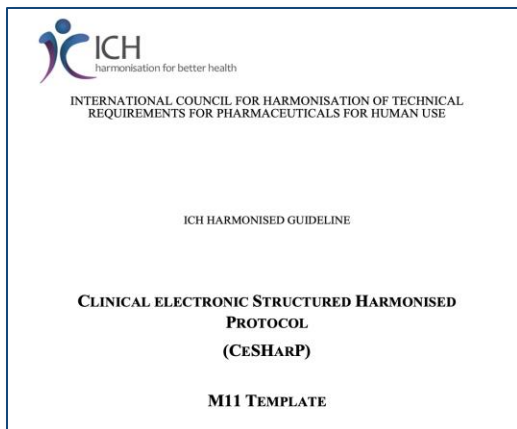 ICH
harmonisation for better health
INTERNATIONAL COUNCIL FOR HARMONISATION OF TECHNICAL
REQUIREMENTS FOR PHARMACEUTICALS FOR HUMAN USE
ICH HARMONISED GUIDELINE
CLINICAL ELECTRONIC STRUCTURED HARMONISED
PROTOCOL
(CESHARP)
M11 TEMPLATE